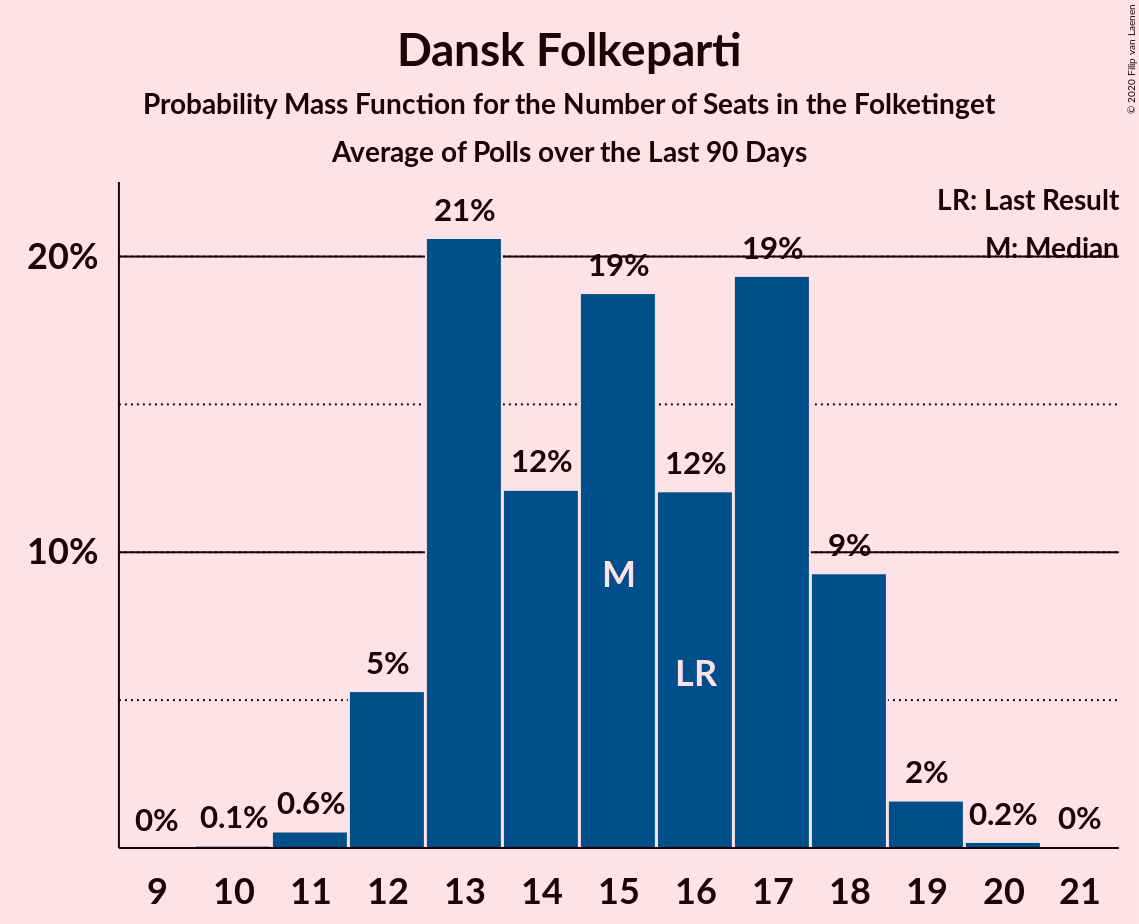 Dansk Folkeparti
Probability Mass Function for the Number of Seats in the Folketinget
Average of Polls over the Last 90 Days
© 2020 Filip van Laenen
LR: Last Result
M: Median
20%
10%
0%
0.1%
0.6%
5%
21%
12%
19%
12%
19%
9%
2%
0.2%
0%
M
LR
9 10 11 12 13 14 15 16 17 18 19 20 21